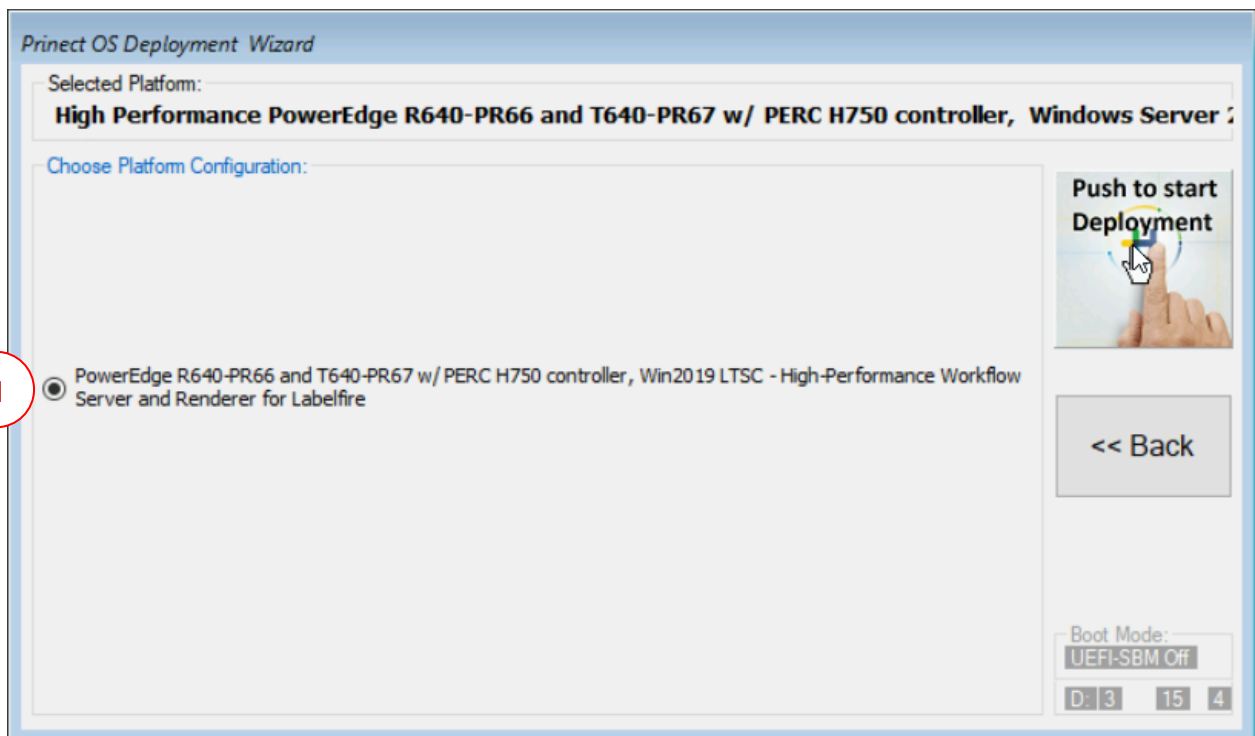 Prinect OS Deployment Wizard
Selected Platform:
High Performance PowerEdge R640-PR66 and T640-PR67 w/ PERC H750 controller, Windows Server
Choose Platform Configuration:
Push to start
Deployment
PowerEdge R640-PR66 and T640-PR67 w/ PERC H750 controller, Win2019 LTSC - High-Performance Workflow
Server and Renderer for Labelfire
<< Back
Boot Mode:
UEFI-SBM Off
D: 3 15 4